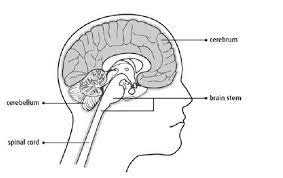 cerebrum
cerebellum
brain stem
spinal cord